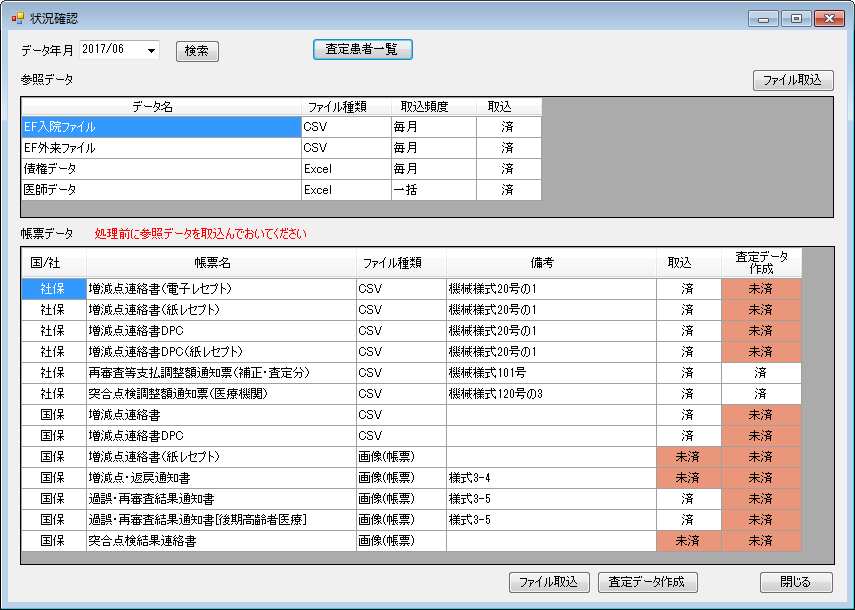 状況確認
データ年月 2017/06 検索 査定患者一覧
参照データ ファイル取込
データ名 ファイル種類 取込頻度 取込
EF入院ファイル CSV 毎月 済
EF外来ファイル CSV 毎月 済
債権データ Excel 毎月 済
医師データ Excel 一括 済
帳票データ 処理前に参照データを取込んでおいてください
国/社 帳票名 ファイル種類 備考 取込 査定データ
作成
社保 増減点連絡書(電子レセプト) CSV 機械様式20号の1 済 未済
社保 増減点連絡書(紙レセプト) CSV 機械様式20号の1 済 未済
社保 増減点連絡書DPC CSV 機械様式20号の1 済 未済
社保 増減点連絡書DPC(紙レセプト) CSV 機械様式20号の1 済 未済
社保 再審査等支払調整額通知票(補正・査定分) CSV 機械様式101号 済 済
社保 突合点検調整額通知票(医療機関) CSV 機械様式120号の3 済 済
国保 増減点連絡書 CSV 済 未済
国保 増減点連絡書DPC CSV 済 未済
国保 増減点連絡書(紙レセプト) 画像(帳票) 未済 未済
国保 増減点・返戻通知書 画像(帳票) 様式3-4 未済 未済
国保 過誤・再審査結果通知書 画像(帳票) 様式3-5 済 未済
国保 過誤・再審査結果通知書[後期高齢者医療] 画像(帳票) 様式3-5 済 未済
国保 突合点検結果連絡書 画像(帳票) 未済 未済
ファイル取込 査定データ作成 閉じる